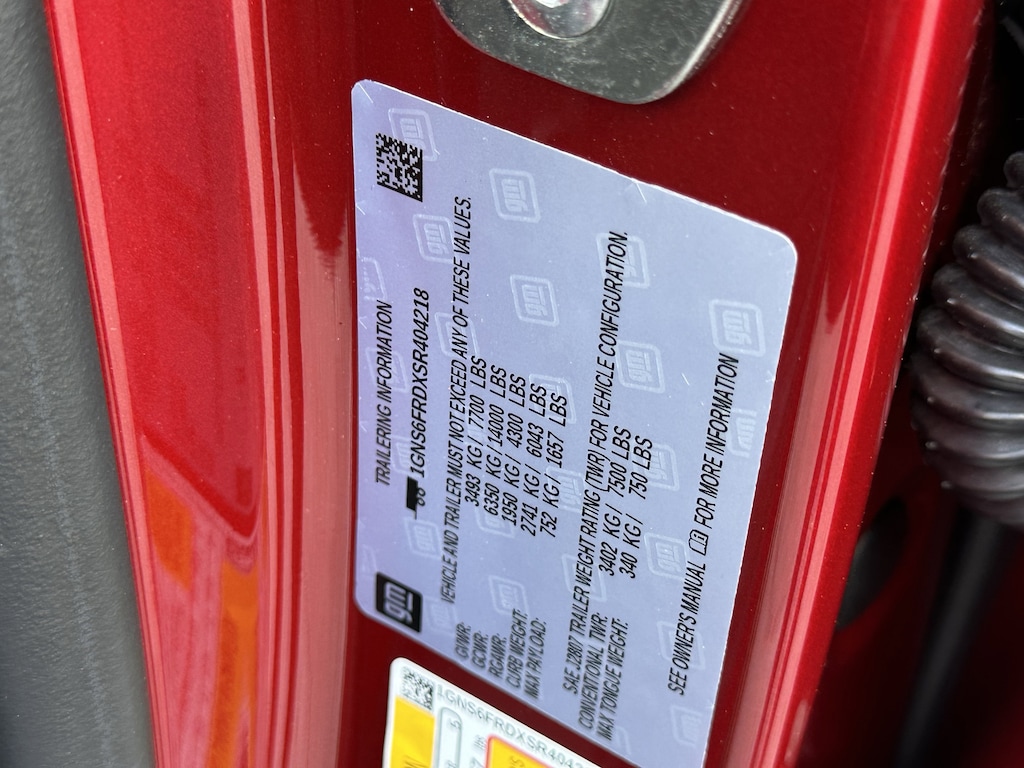 gm
TRAILERING INFORMATION
1GNS6FRDXSR404218
VEHICLE AND TRAILER MUST NOT EXCEED ANY OF THESE VALUES.
GVWR: 3493 KG / 7700 LBS
GCWR: 6350 KG / 14000 LBS
RGAWR: 1950 KG / 4300 LBS
CURB WEIGHT: 2741 KG / 6043 LBS
MAX PAYLOAD: 752 KG / 1657 LBS
SAE J2807 TRAILER WEIGHT RATING (TWR) FOR VEHICLE CONFIGURATION.
CONVENTIONAL TWR: 3402 KG / 7500 LBS
MAX TONGUE WEIGHT: 340 KG / 750 LBS
SEE OWNER'S MANUAL FOR MORE INFORMATION
1GNS6FRDXSR4042